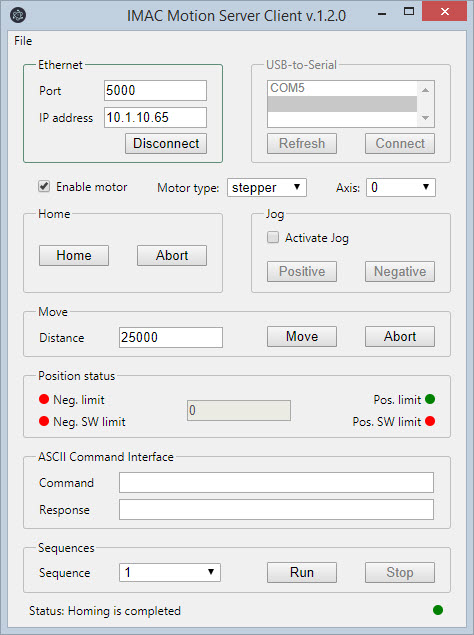 IMAC Motion Server Client v.1.2.0
File
Ethernet
USB-to-Serial
Port 5000
COM5
IP address 10.1.10.65
Disconnect
Refresh Connect
Enable motor Motor type: stepper Axis: 0
Home
Jog
Activate Jog
Home Abort
Positive Negative
Move
Distance 25000 Move Abort
Position status
Neg. limit 0 Pos. limit
Neg. SW limit Pos. SW limit
ASCII Command Interface
Command
Response
Sequences
Sequence 1 Run Stop
Status: Homing is completed